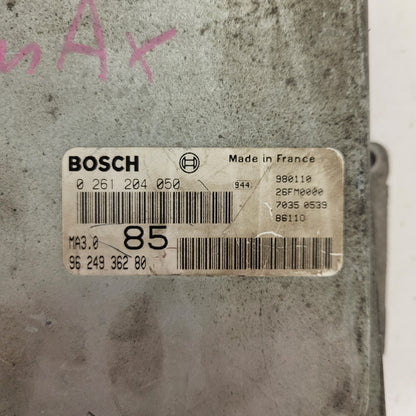 BOSCH Made in France
0 261 204 050 944. 980110
26FM0000
7035 0539
86110
MA3.0 85
96 249 362 80